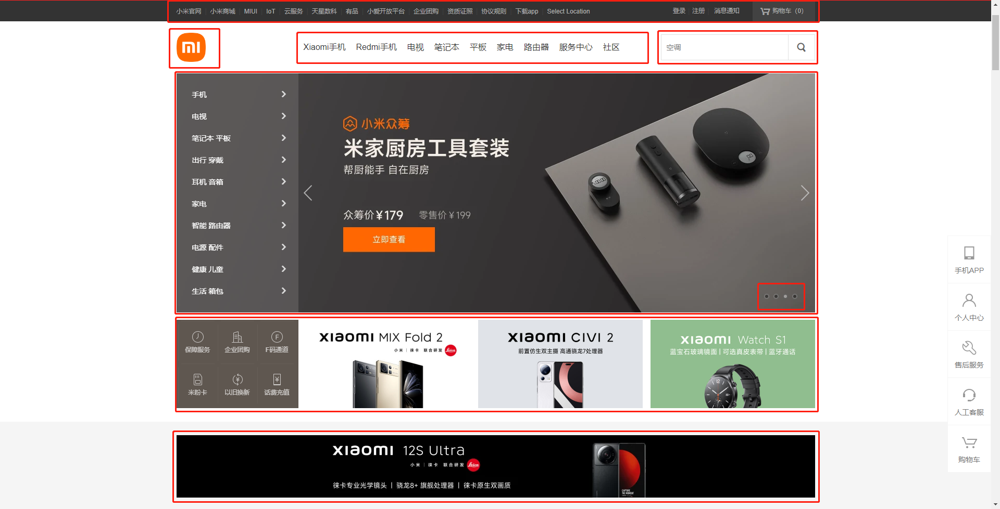 小米官网 小米商城 MIUI IoT 云服务 天星数科 有品 小爱开放平台 企业团购 资质证照 协议规则 下载app Select Location 登录 注册 消息通知 购物车（0）
Xiaomi手机 Redmi手机 电视 笔记本 平板 家电 路由器 服务中心 社区 空调
手机
电视
笔记本 平板
出行 穿戴
耳机 音箱
家电
智能 路由器
电源 配件
健康 儿童
生活 箱包
小米众筹
米家厨房工具套装
帮厨能手 自在厨房
众筹价¥179 零售价¥199
立即查看
保障服务 企业团购 F码通道
米粉卡 以旧换新 话费充值
xiaomi MIX Fold 2
小米 | 徕卡 联合研发 Leica
xiaomi CIVI 2
前置仿生双主摄 高通骁龙7处理器
xiaomi Watch S1
蓝宝石玻璃镜面 | 可选真皮表带 | 蓝牙通话
xiaomi 12S Ultra
小米 | 徕卡 联合研发 Leica
徕卡专业光学镜头 | 骁龙8+ 旗舰处理器 | 徕卡原生双画质
CAPTURE
THE MOMENT
手机APP
个人中心
售后服务
人工客服
购物车